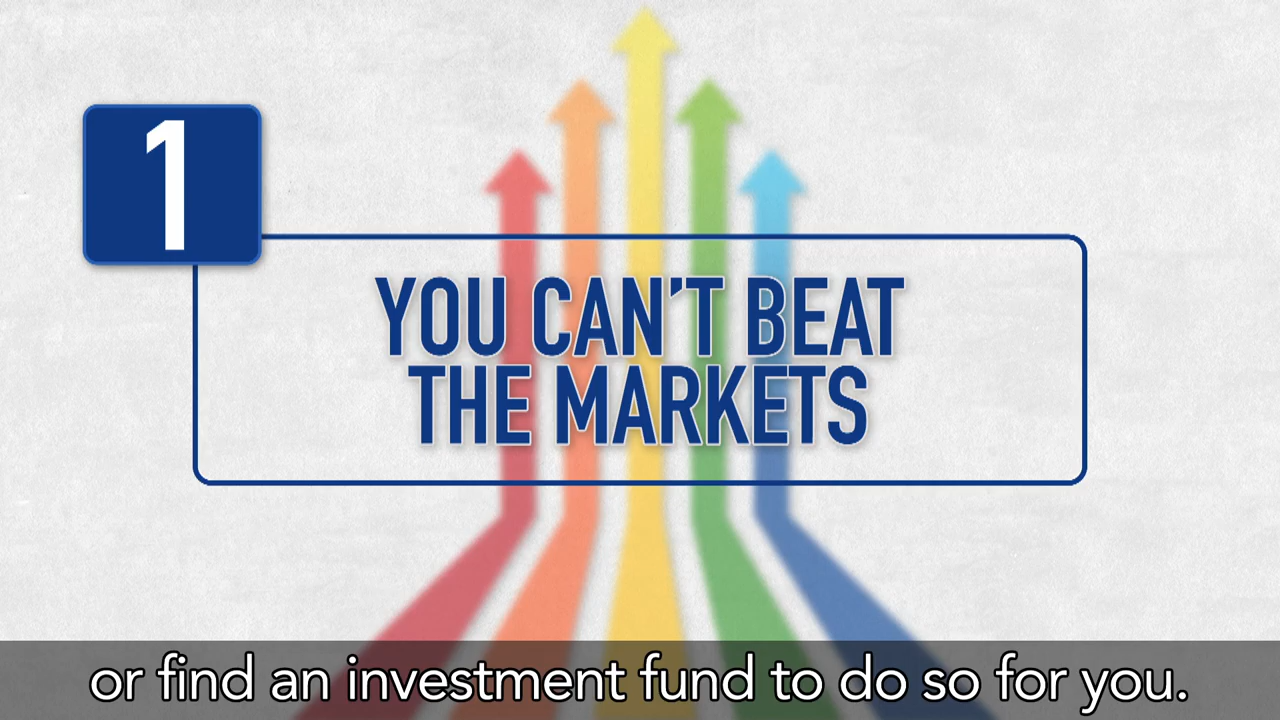 1
YOU CAN'T BEAT
THE MARKETS
or find an investment fund to do so for you.